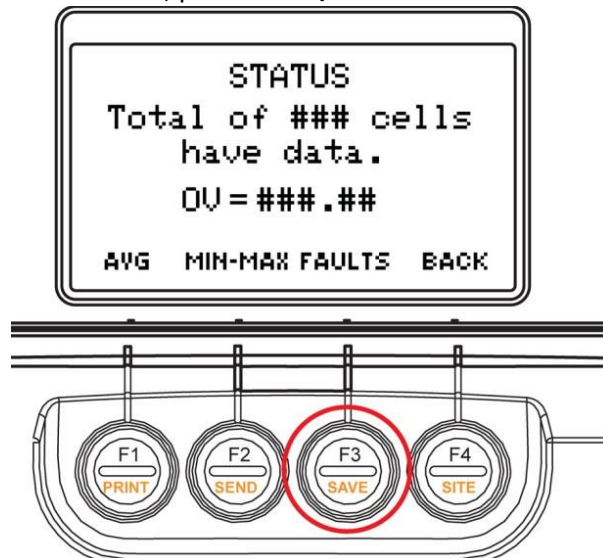 STATUS
Total of ### cells
have data.
OV = ###.##
AVG MIN-MAX FAULTS BACK
F1 F2 F3 F4
PRINT SEND SAVE SITE